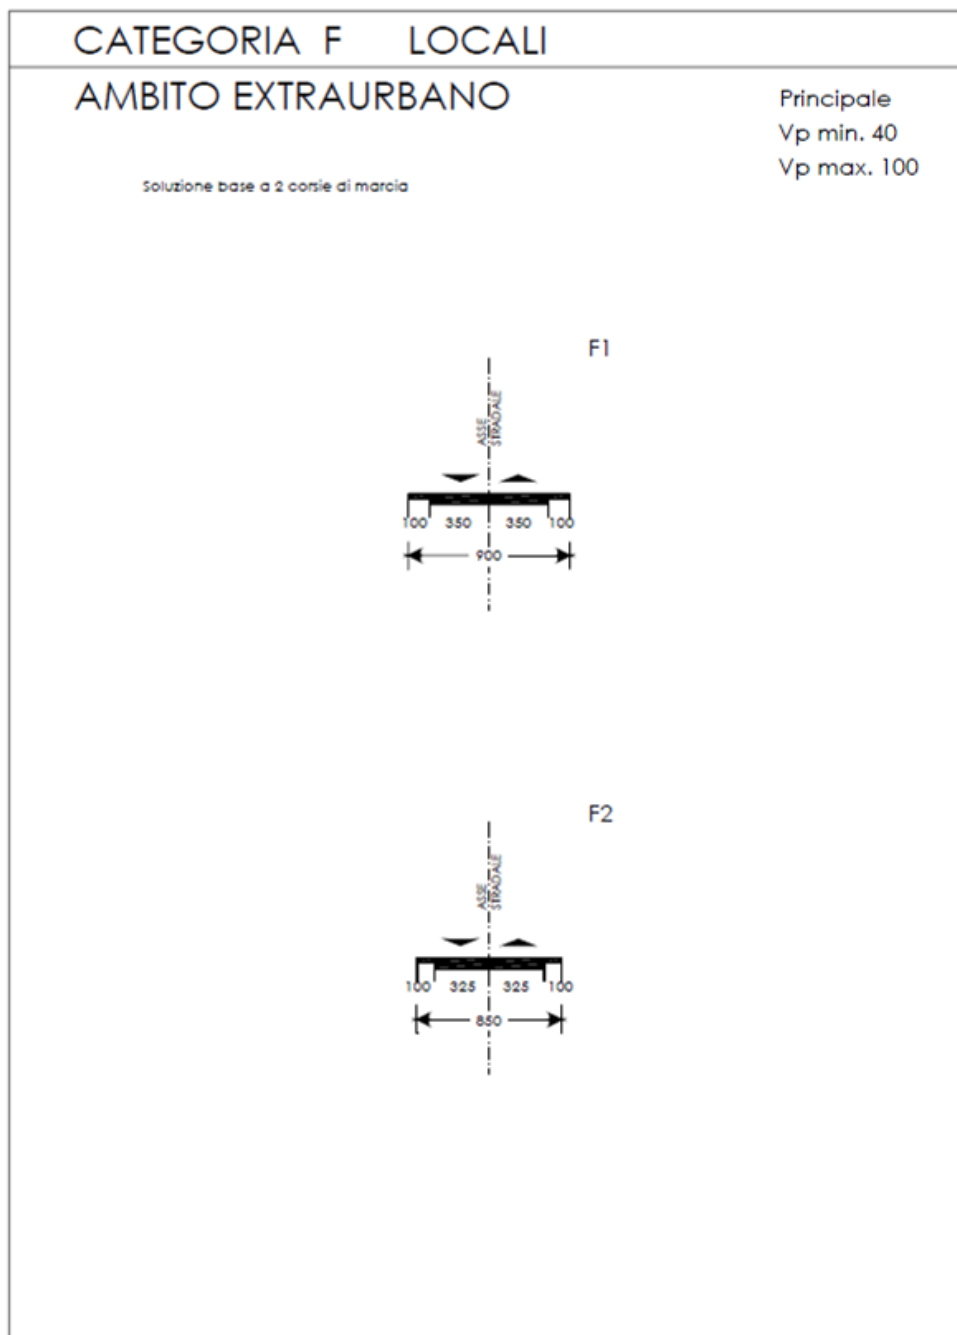 CATEGORIA F LOCALI
AMBITO EXTRAURBANO
Principale
Vp min. 40
Vp max. 100
Soluzione base a 2 corsie di marcia
F1
ASSE
STRADALE
100 350 350 100
900
F2
ASSE
STRADALE
100 325 325 100
850